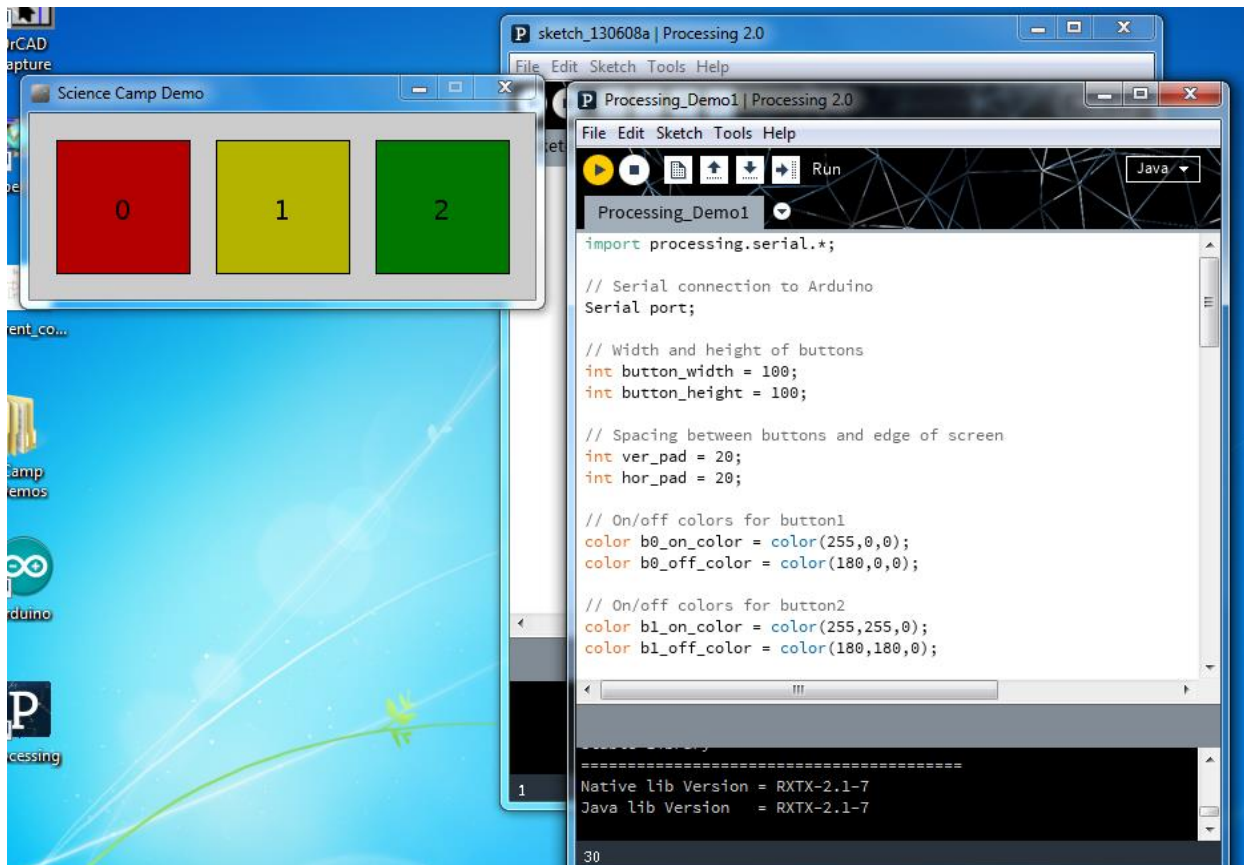 rCAD
apture
ent_co...
amp
emos
rduino
cessing
sketch_130608a | Processing 2.0
File Edit Sketch Tools Help
Science Camp Demo
0
1
2
Processing_Demo1 | Processing 2.0
File Edit Sketch Tools Help
Run
Java
Processing_Demo1
import processing.serial.*;
// Serial connection to Arduino
Serial port;
// Width and height of buttons
int button_width = 100;
int button_height = 100;
// Spacing between buttons and edge of screen
int ver_pad = 20;
int hor_pad = 20;
// On/off colors for button1
color b0_on_color = color(255,0,0);
color b0_off_color = color(180,0,0);
// On/off colors for button2
color b1_on_color = color(255,255,0);
color b1_off_color = color(180,180,0);
=========================================
Native lib Version = RXTX-2.1-7
Java lib Version   = RXTX-2.1-7
1
30